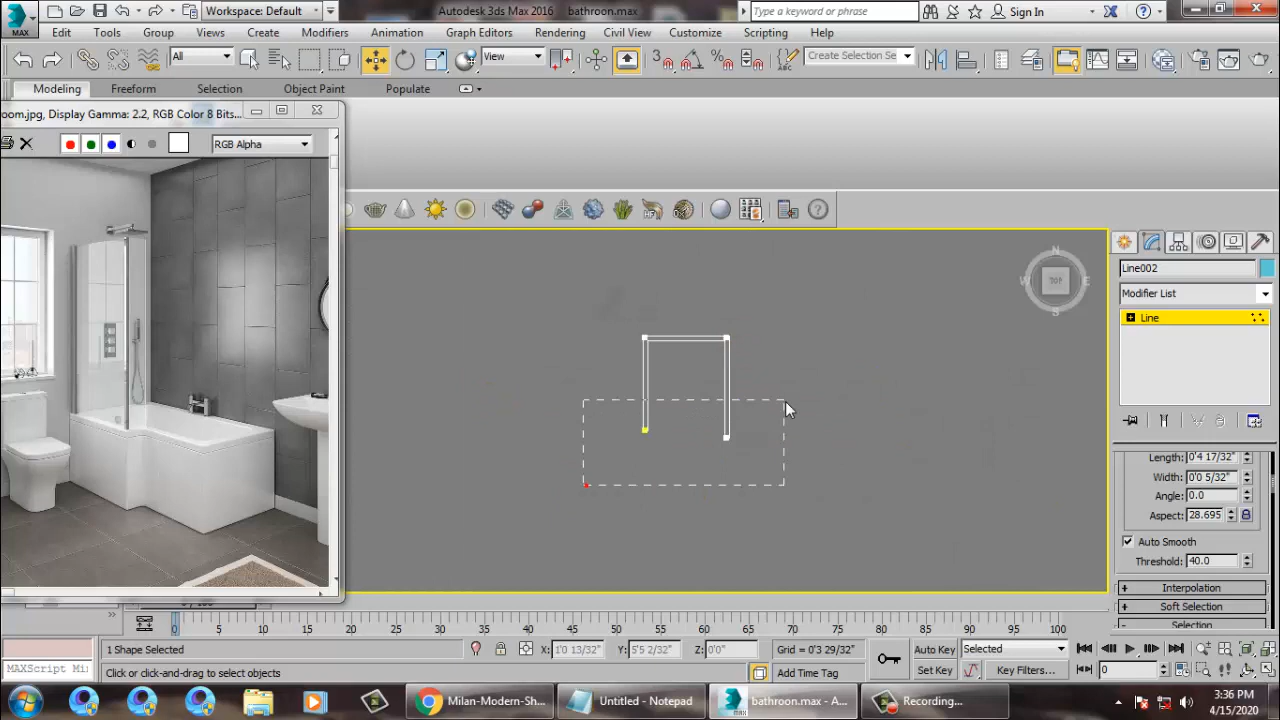 Workspace: Default
Autodesk 3ds Max 2016 bathroon.max
Type a keyword or phrase
Sign In
MAX
Edit Tools Group Views Create Modifiers Animation Graph Editors Rendering Civil View Customize Scripting Help
All
View
Create Selection Se
Modeling Freeform Selection Object Paint Populate
oom.jpg, Display Gamma: 2.2, RGB Color 8 Bits...
RGB Alpha
N
W TOP E
S
Line002
Modifier List
Line
Length: 0'4 17/32"
Width: 0'0 5/32"
Angle: 0.0
Aspect: 28.695
Auto Smooth
Threshold: 40.0
Interpolation
Soft Selection
Selection
0 5 10 15 20 25 30 35 40 45 50 55 60 65 70 75 80 85 90 95 100
1 Shape Selected
X: 1'0 13/32" Y: 5'5 2/32" Z: 0'0" Grid = 0'3 29/32"
Auto Key Selected
MAXScript Mi
Click or click-and-drag to select objects
Add Time Tag
Set Key Key Filters...
0
Milan-Modern-Sh...
Untitled - Notepad
bathroon.max - A...
Recording...
3:36 PM
4/15/2020